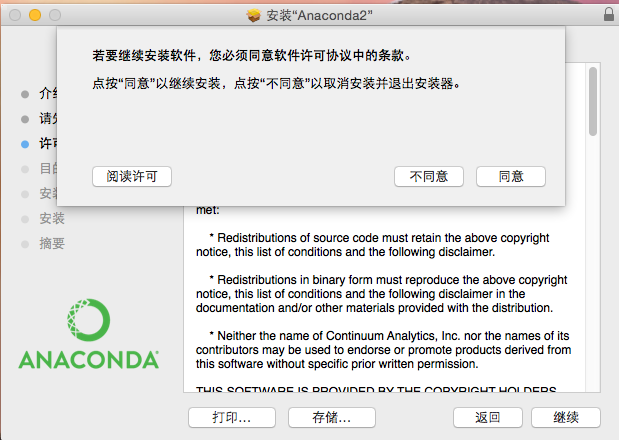 安装“Anaconda2”
若要继续安装软件，您必须同意软件许可协议中的条款。
点按“同意”以继续安装，点按“不同意”以取消安装并退出安装器。
阅读许可
不同意
同意
介
请
许
目
安
安装
摘要
met:
* Redistributions of source code must retain the above copyright
notice, this list of conditions and the following disclaimer.
* Redistributions in binary form must reproduce the above copyright
notice, this list of conditions and the following disclaimer in the
documentation and/or other materials provided with the distribution.
* Neither the name of Continuum Analytics, Inc. nor the names of its
contributors may be used to endorse or promote products derived from
this software without specific prior written permission.
THIS SOFTWARE IS PROVIDED BY THE COPYRIGHT HOLDERS
ANACONDA
打印...
存储...
返回
继续